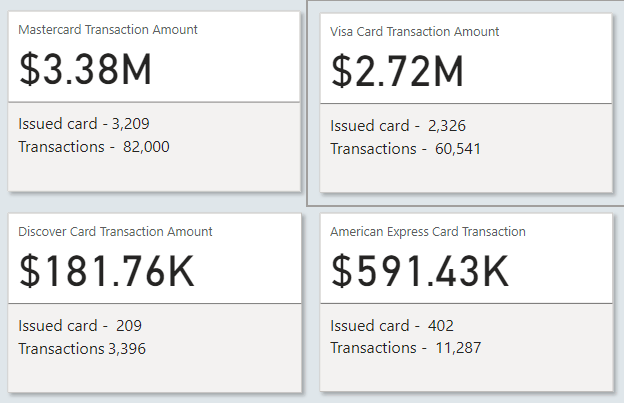 Mastercard Transaction Amount
$3.38M
Issued card - 3,209
Transactions - 82,000
Visa Card Transaction Amount
$2.72M
Issued card - 2,326
Transactions - 60,541
Discover Card Transaction Amount
$181.76K
Issued card - 209
Transactions 3,396
American Express Card Transaction
$591.43K
Issued card - 402
Transactions - 11,287